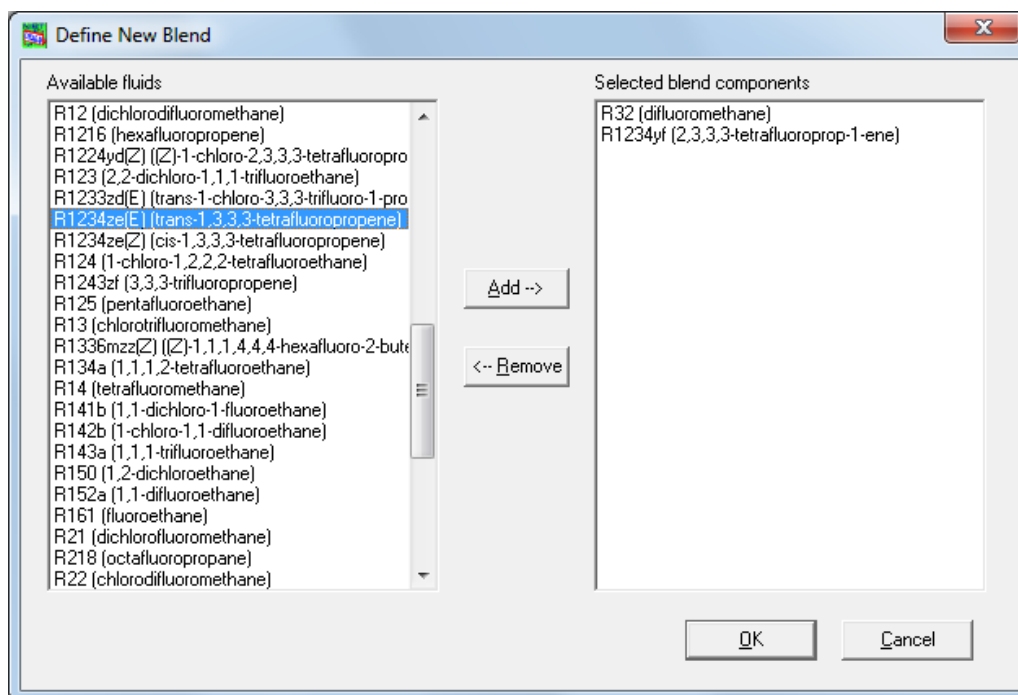 Define New Blend
Available fluids
R12 (dichlorodifluoromethane)
R1216 (hexafluoropropene)
R1224yd(Z) ((Z)-1-chloro-2,3,3,3-tetrafluoropro
R123 (2,2-dichloro-1,1,1-trifluoroethane)
R1233zd(E) (trans-1-chloro-3,3,3-trifluoro-1-pro
R1234ze(E) (trans-1,3,3,3-tetrafluoropropene)
R1234ze(Z) (cis-1,3,3,3-tetrafluoropropene)
R124 (1-chloro-1,2,2,2-tetrafluoroethane)
R1243zf (3,3,3-trifluoropropene)
R125 (pentafluoroethane)
R13 (chlorotrifluoromethane)
R1336mzz(Z) ((Z)-1,1,1,4,4,4-hexafluoro-2-bute
R134a (1,1,1,2-tetrafluoroethane)
R14 (tetrafluoromethane)
R141b (1,1-dichloro-1-fluoroethane)
R142b (1-chloro-1,1-difluoroethane)
R143a (1,1,1-trifluoroethane)
R150 (1,2-dichloroethane)
R152a (1,1-difluoroethane)
R161 (fluoroethane)
R21 (dichlorofluoromethane)
R218 (octafluoropropane)
R22 (chlorodifluoromethane)
Add -->
<-- Remove
Selected blend components
R32 (difluoromethane)
R1234yf (2,3,3,3-tetrafluoroprop-1-ene)
OK
Cancel